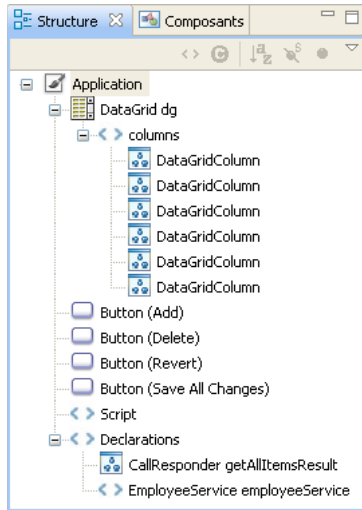 Structure Composants
Application
DataGrid dg
columns
DataGridColumn
DataGridColumn
DataGridColumn
DataGridColumn
DataGridColumn
DataGridColumn
Button (Add)
Button (Delete)
Button (Revert)
Button (Save All Changes)
Script
Declarations
CallResponder getAllItemsResult
EmployeeService employeeService